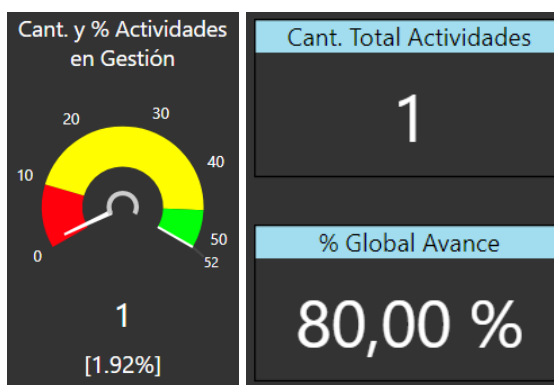 Cant. y % Actividades
en Gestión
0
10
20
30
40
50
52
1
[1.92%]
Cant. Total Actividades
1
% Global Avance
80,00 %